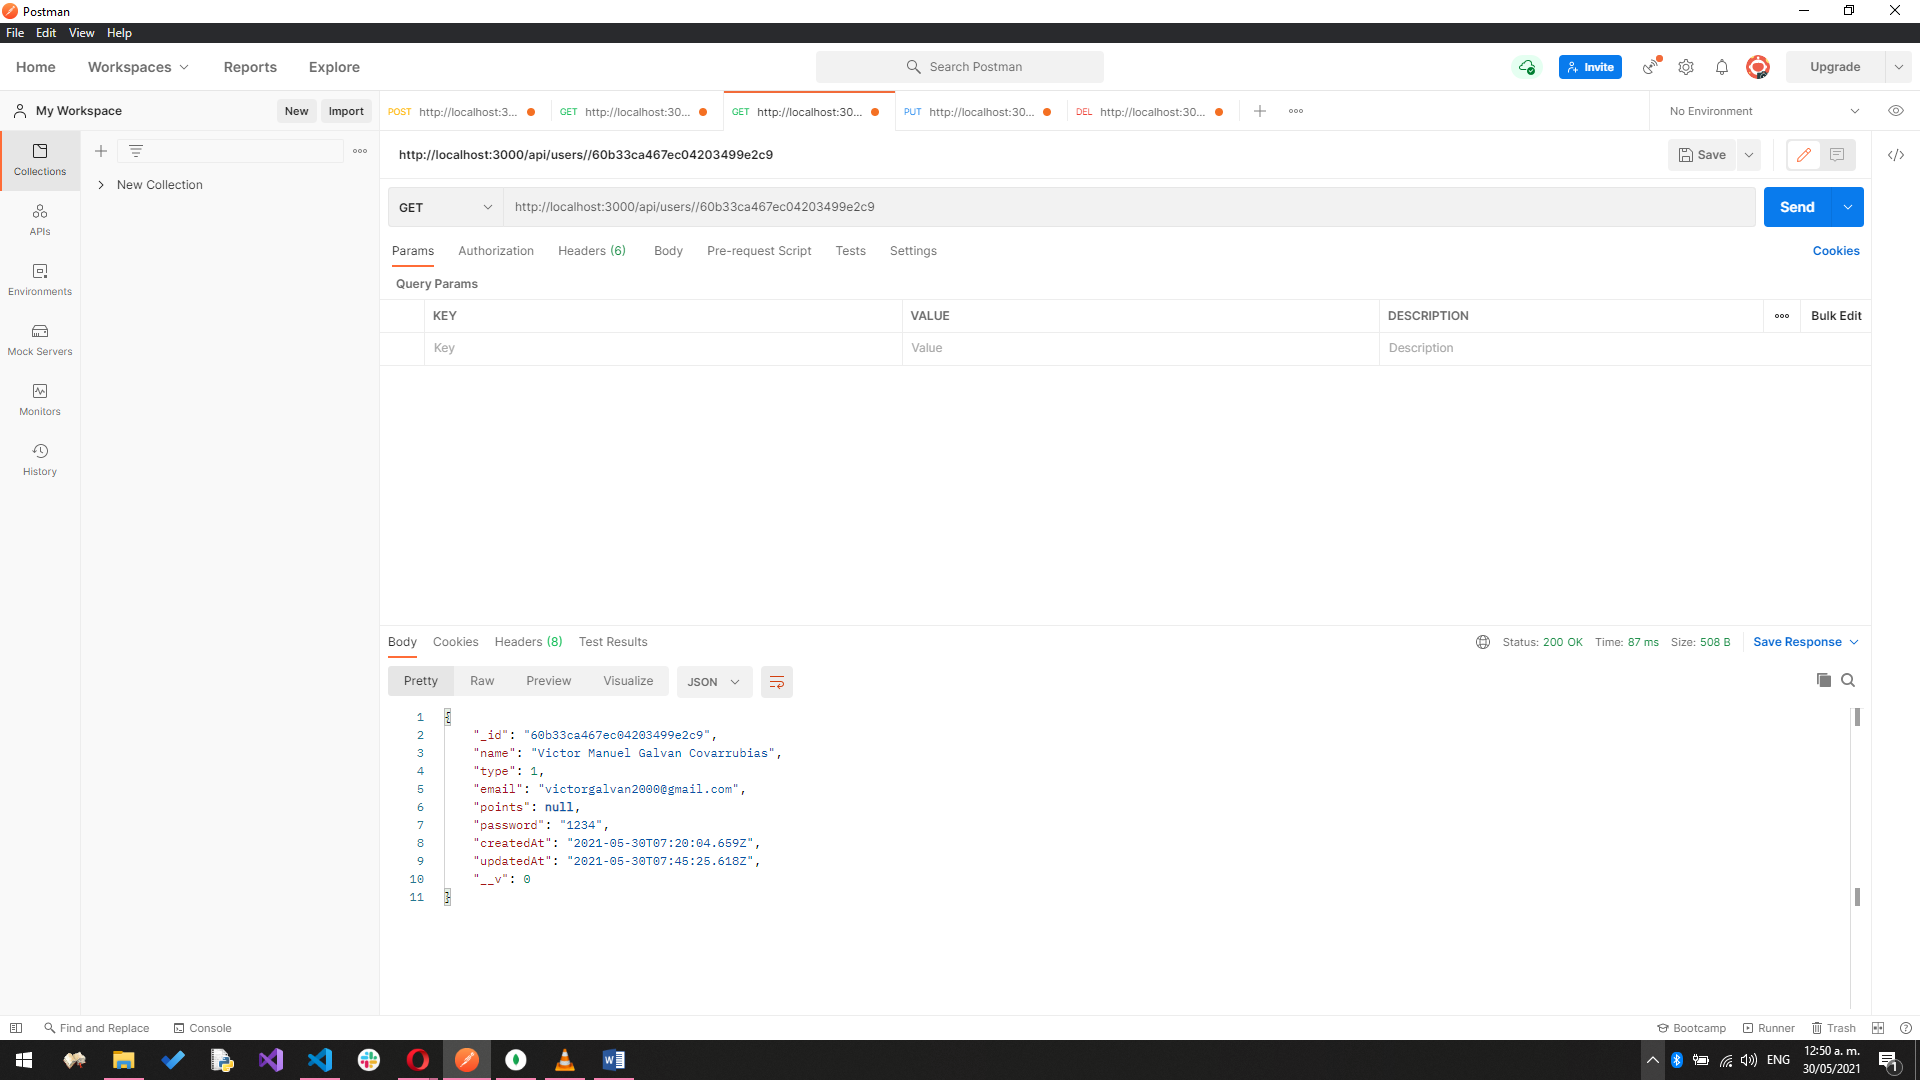 Postman
File Edit View Help
Home Workspaces Reports Explore
Search Postman
Invite
Upgrade
My Workspace
New Import
POST http://localhost:3...
GET http://localhost:30...
GET http://localhost:30...
PUT http://localhost:30...
DEL http://localhost:30...
No Environment
Collections
APIs
Environments
Mock Servers
Monitors
History
New Collection
http://localhost:3000/api/users//60b33ca467ec04203499e2c9
Save
GET http://localhost:3000/api/users//60b33ca467ec04203499e2c9
Send
Params Authorization Headers (6) Body Pre-request Script Tests Settings Cookies
Query Params
KEY VALUE DESCRIPTION Bulk Edit
Key Value Description
Body Cookies Headers (8) Test Results
Status: 200 OK Time: 87 ms Size: 508 B Save Response
Pretty Raw Preview Visualize JSON
1 {
2 "_id": "60b33ca467ec04203499e2c9",
3 "name": "Victor Manuel Galvan Covarrubias",
4 "type": 1,
5 "email": "victorgalvan2000@gmail.com",
6 "points": null,
7 "password": "1234",
8 "createdAt": "2021-05-30T07:20:04.659Z",
9 "updatedAt": "2021-05-30T07:45:25.618Z",
10 "__v": 0
11 }
Find and Replace Console
Bootcamp Runner Trash
ENG
12:50 a. m.
30/05/2021
1